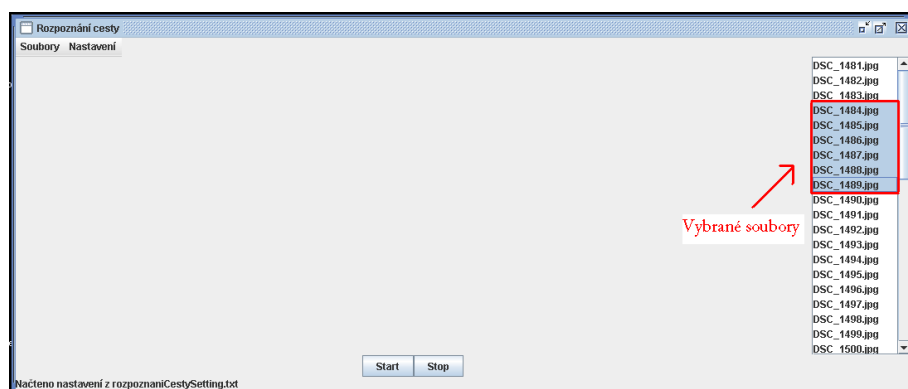 Rozpoznání cesty
Soubory Nastavení
DSC_1481.jpg
DSC_1482.jpg
DSC_1483.jpg
DSC_1484.jpg
DSC_1485.jpg
DSC_1486.jpg
DSC_1487.jpg
DSC_1488.jpg
DSC_1489.jpg
DSC_1490.jpg
DSC_1491.jpg
DSC_1492.jpg
DSC_1493.jpg
DSC_1494.jpg
DSC_1495.jpg
DSC_1496.jpg
DSC_1497.jpg
DSC_1498.jpg
DSC_1499.jpg
DSC_1500.jpg
Vybrané soubory
Start Stop
Načteno nastavení z rozpoznaniCestySetting.txt